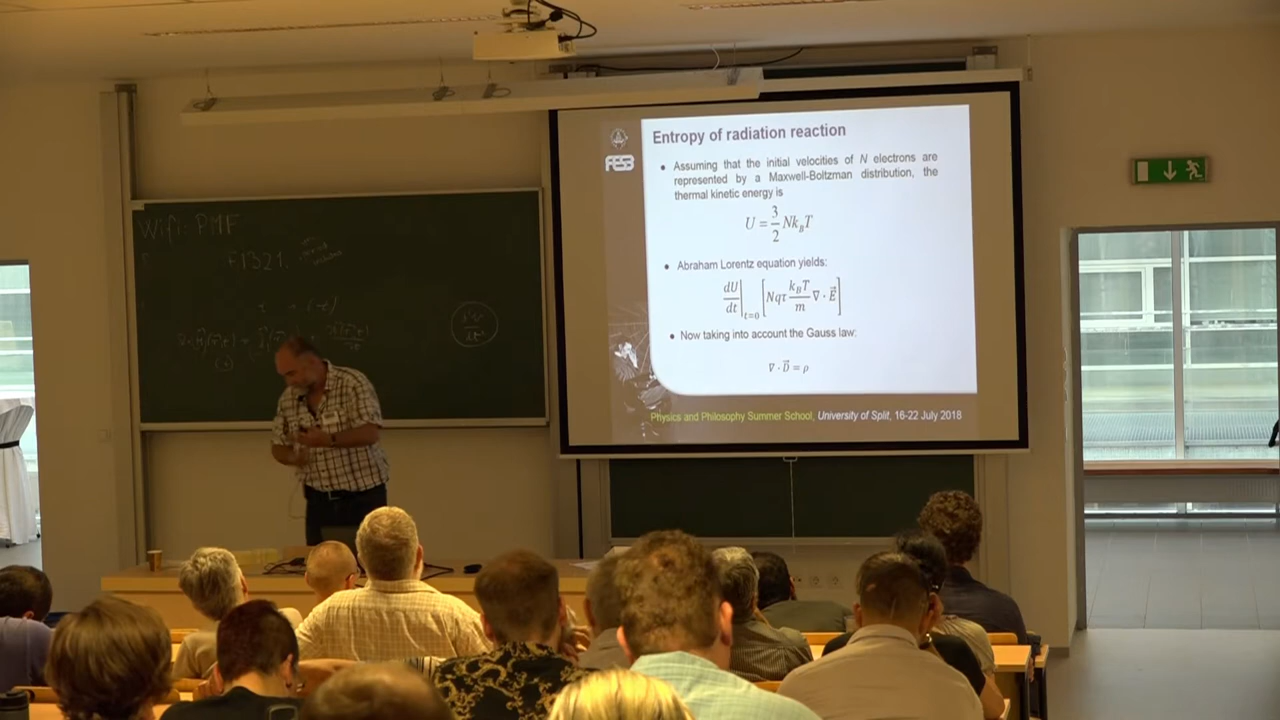 Wifi: PMF
F1321.
FESB
Entropy of radiation reaction
• Assuming that the initial velocities of N electrons are
represented by a Maxwell-Boltzman distribution, the
thermal kinetic energy is
U = 3/2 Nk_BT
• Abraham Lorentz equation yields:
dU/dt|_{t=0} [Nqτ k_BT/m ∇ · E⃗]
• Now taking into account the Gauss law:
∇ · D⃗ = ρ
Physics and Philosophy Summer School, University of Split, 16-22 July 2018